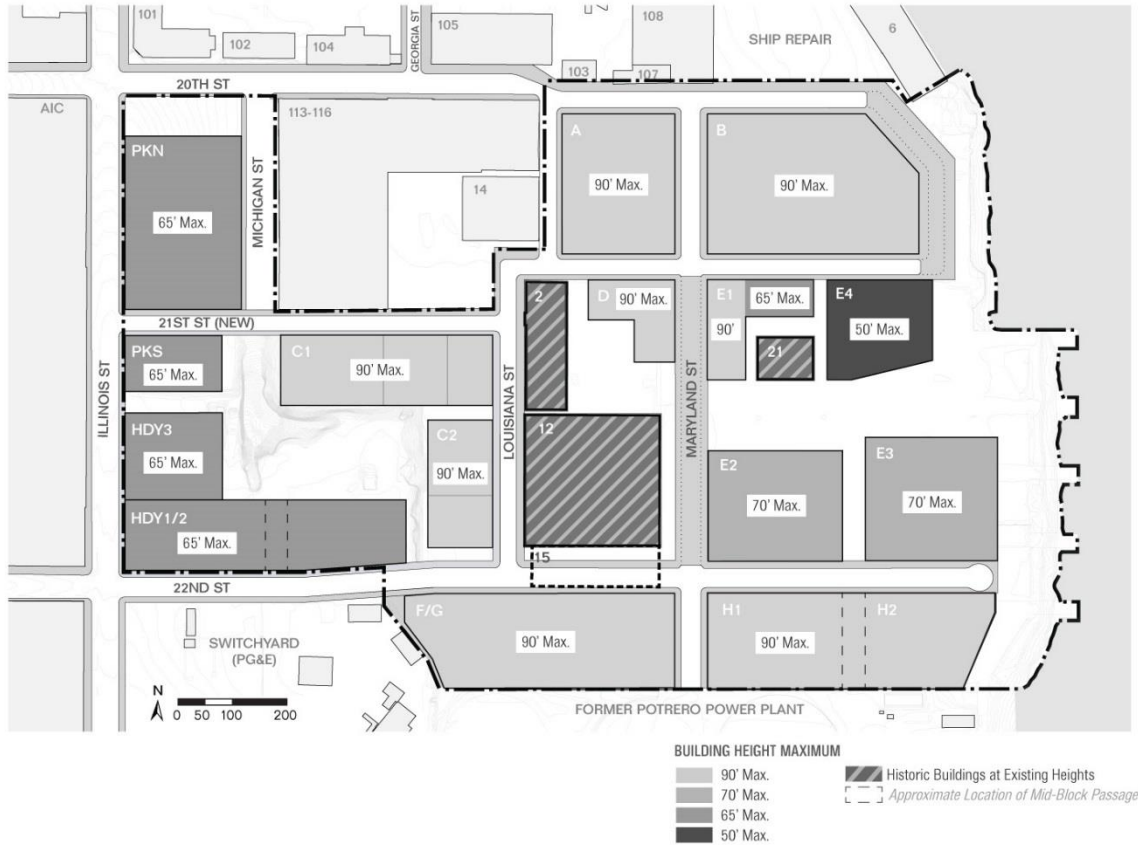 101
102
104
GEORGIA ST
105
108
103
107
SHIP REPAIR
6
20TH ST
AIC
PKN
65' Max.
MICHIGAN ST
113-116
14
A
90' Max.
B
90' Max.
21ST ST (NEW)
ILLINOIS ST
PKS
65' Max.
C1
90' Max.
LOUISIANA ST
2
D
90' Max.
MARYLAND ST
E1
90'
65' Max.
21
E4
50' Max.
HDY3
65' Max.
C2
90' Max.
12
E2
70' Max.
E3
70' Max.
HDY1/2
65' Max.
15
22ND ST
F/G
90' Max.
H1
90' Max.
H2
SWITCHYARD
(PG&E)
N
0 50 100 200
FORMER POTRERO POWER PLANT
BUILDING HEIGHT MAXIMUM
90' Max.
70' Max.
65' Max.
50' Max.
Historic Buildings at Existing Heights
Approximate Location of Mid-Block Passage